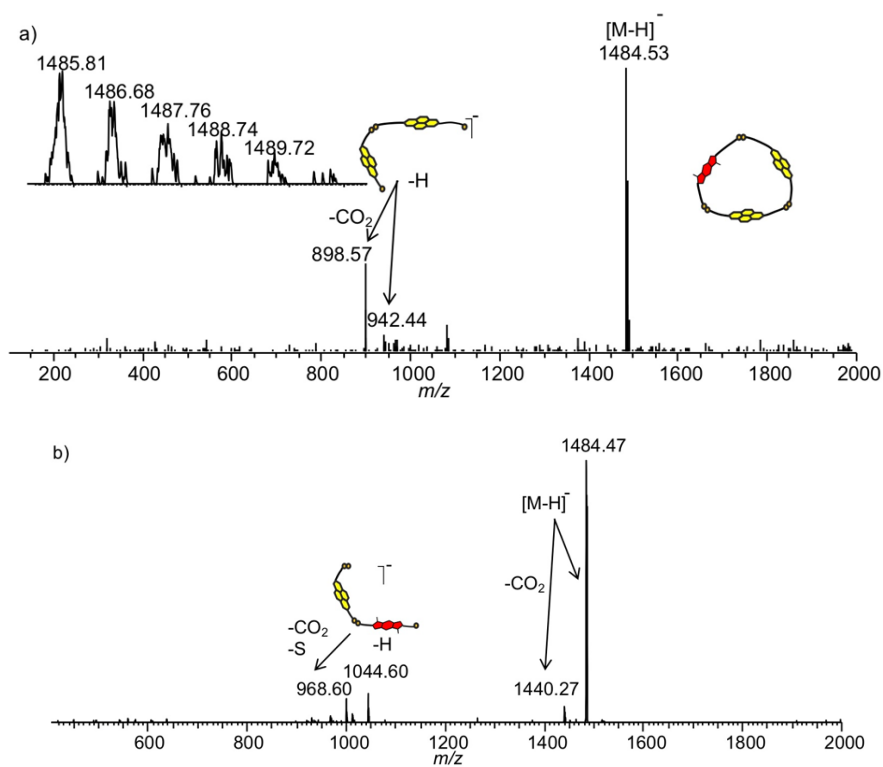 a)
[M-H]⁻
1484.53
1485.81
1486.68
1487.76
1488.74
1489.72
⁻
-H
-CO₂
898.57
942.44
200 400 600 800 1000 1200 1400 1600 1800 2000
m/z
b)
1484.47
[M-H]⁻
-CO₂
⁻
-CO₂
-S
-H
1044.60
968.60
1440.27
600 800 1000 1200 1400 1600 1800 2000
m/z